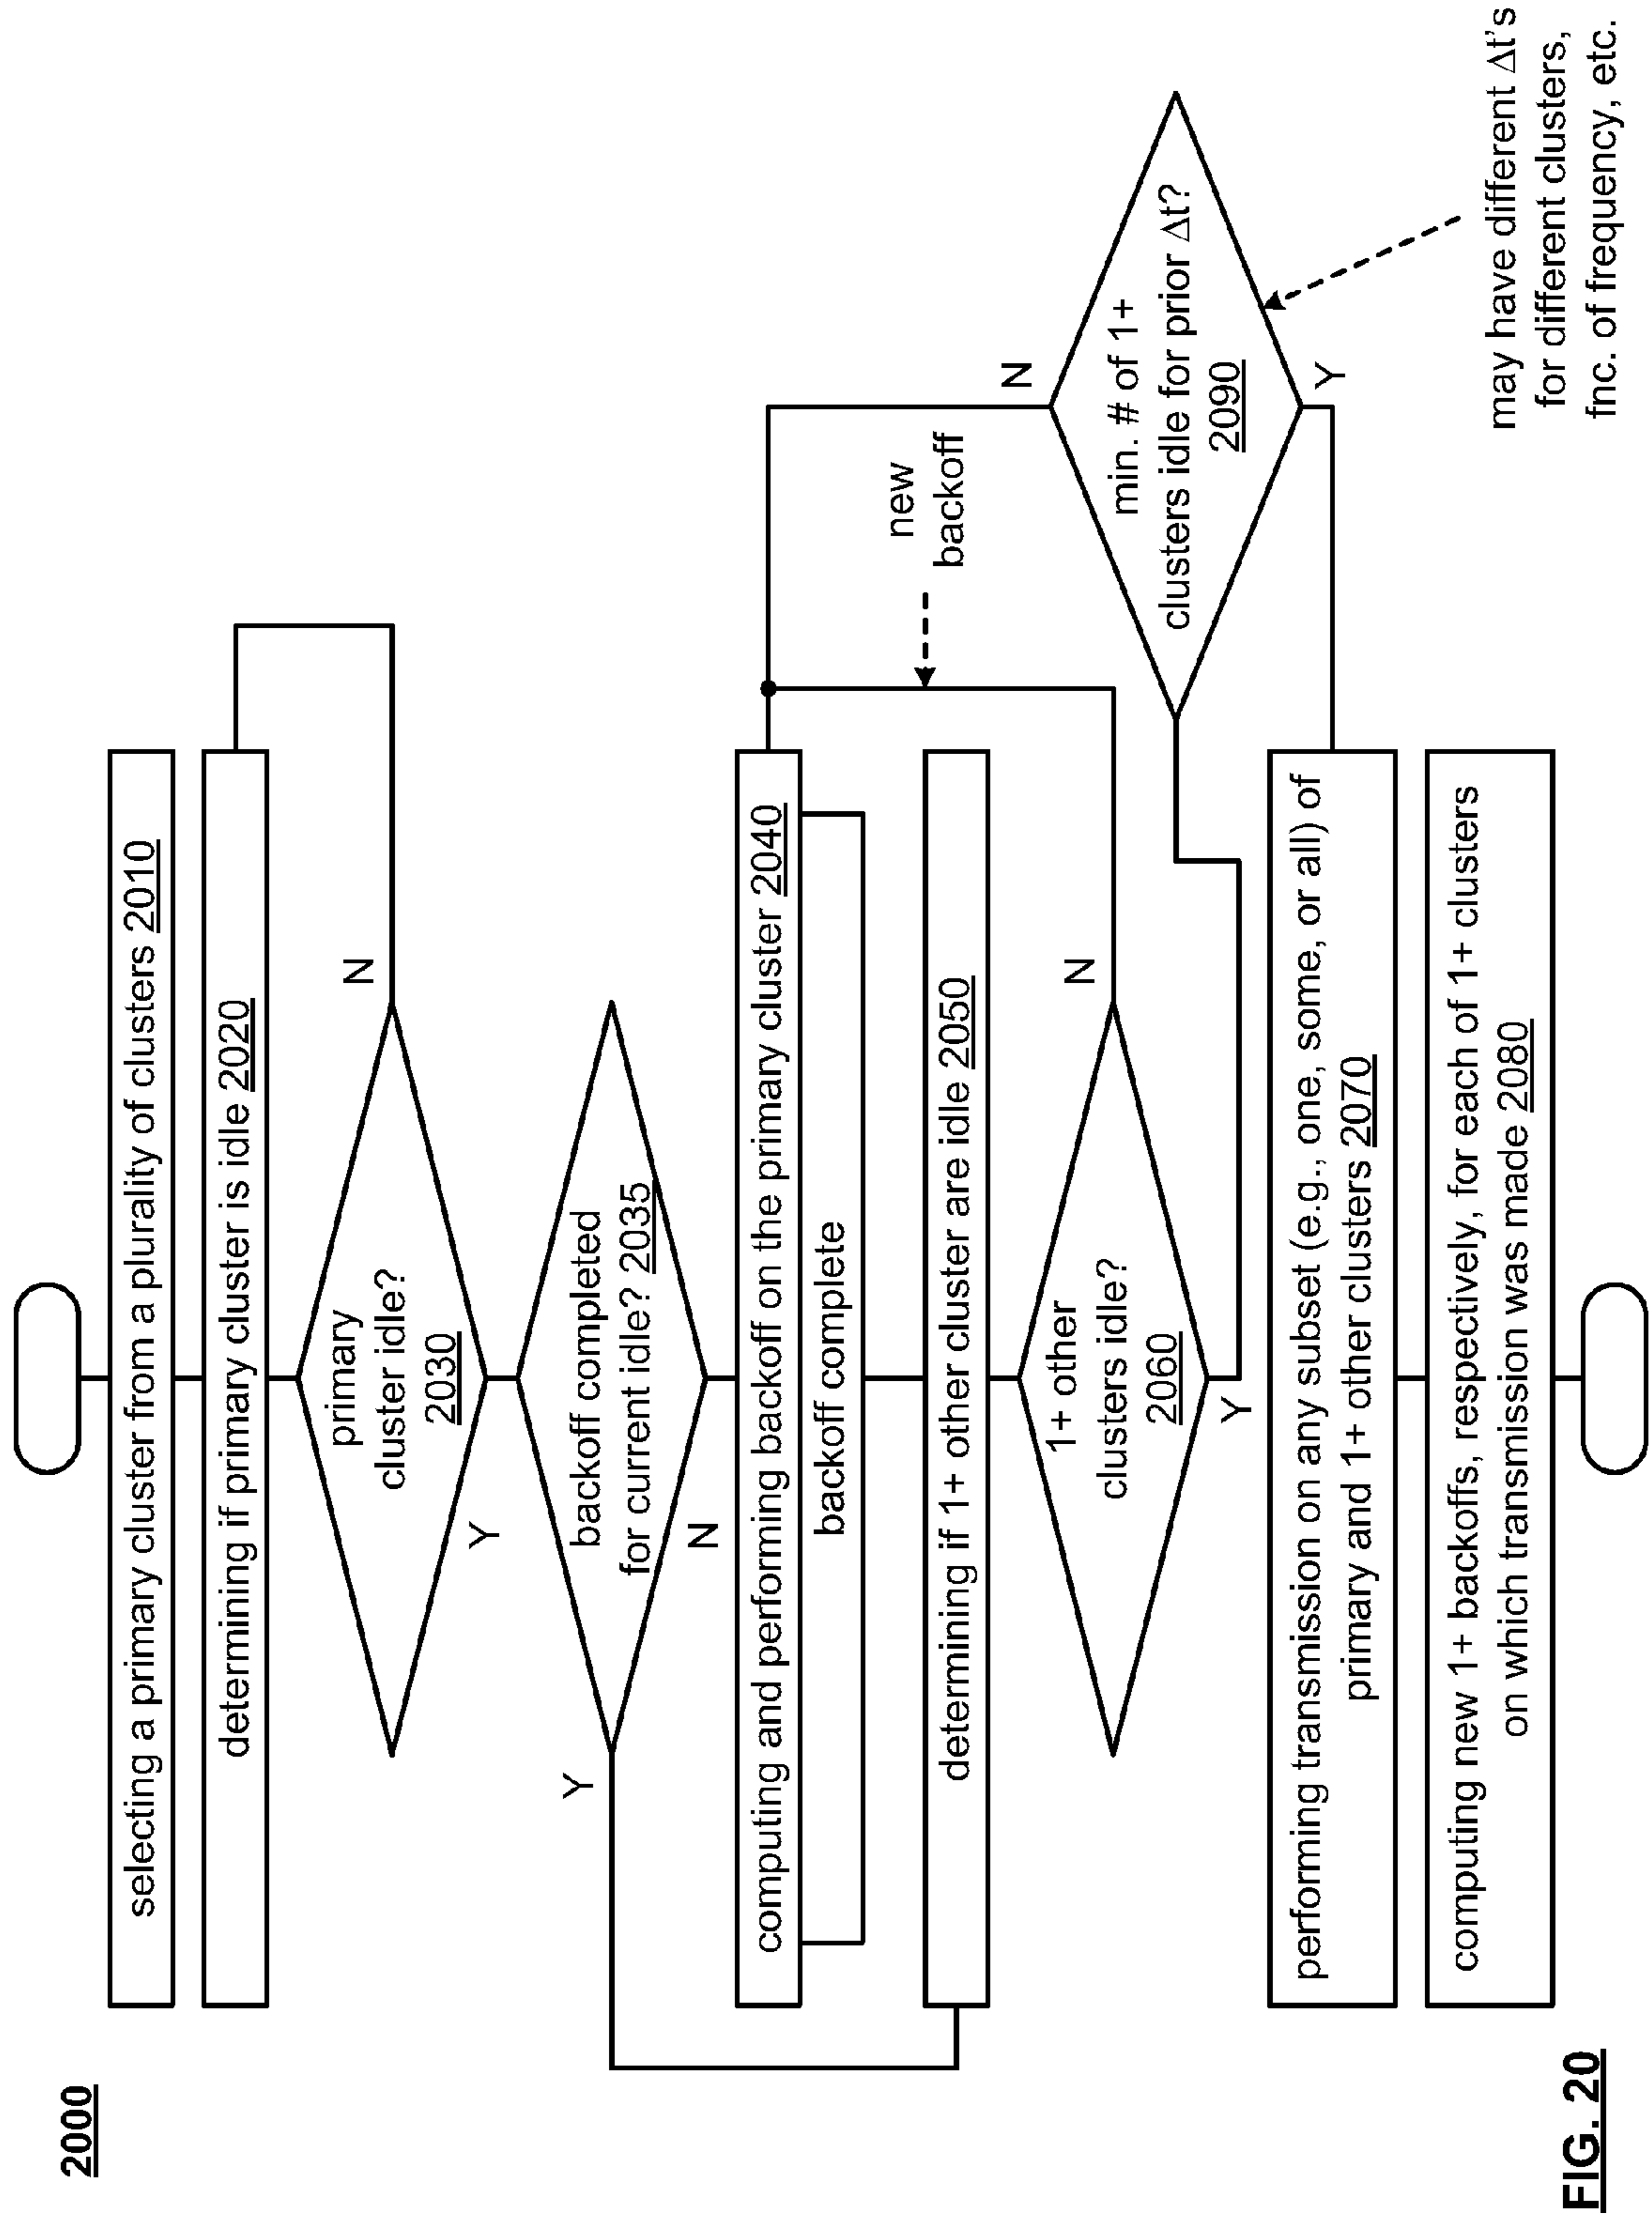 2000
selecting a primary cluster from a plurality of clusters 2010
determining if primary cluster is idle 2020
primary
cluster idle?
2030
N
Y
backoff completed
for current idle? 2035
Y
N
computing and performing backoff on the primary cluster 2040
backoff complete
new
backoff
determining if 1+ other cluster are idle 2050
1+ other
clusters idle?
2060
N
Y
min. # of 1+
clusters idle for prior Δt?
2090
N
Y
may have different Δt's
for different clusters,
fnc. of frequency, etc.
performing transmission on any subset (e.g., one, some, or all) of
primary and 1+ other clusters 2070
computing new 1+ backoffs, respectively, for each of 1+ clusters
on which transmission was made 2080
FIG. 20